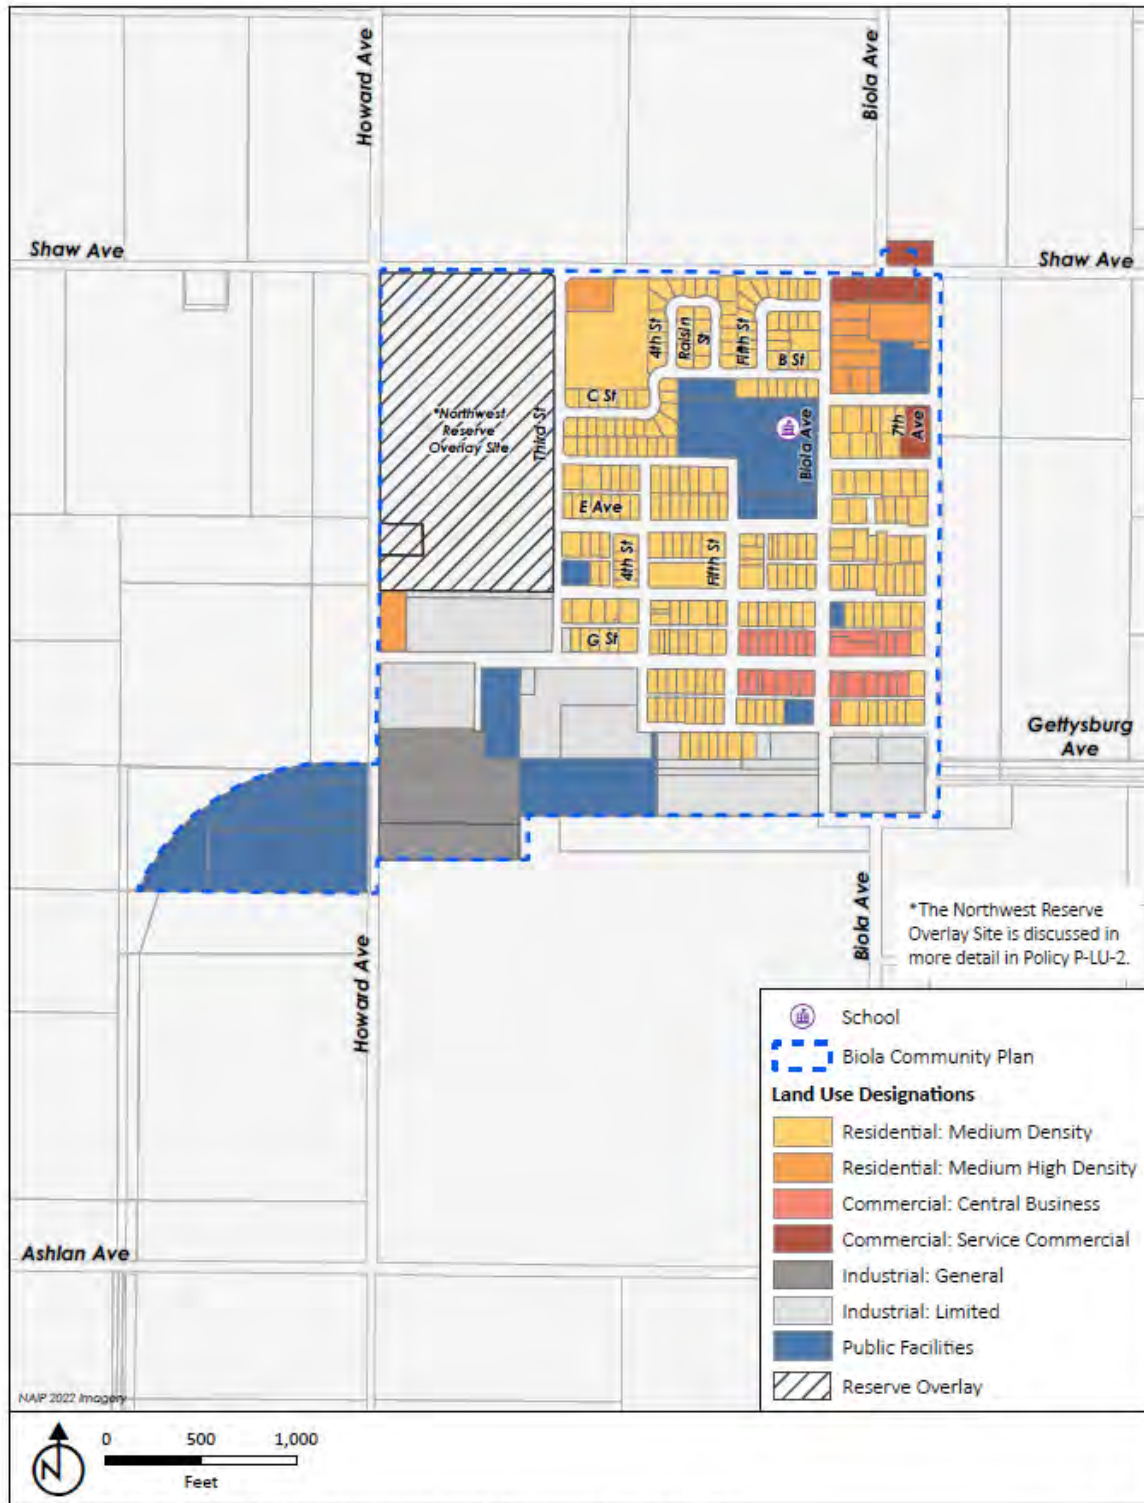 Howard Ave
Biola Ave
Shaw Ave
Shaw Ave
4th St
Raisin
St
Fifth St
B St
C St
*Northwest
Reserve
Overlay Site
Third St
7th
Ave
Biola Ave
E Ave
4th St
Fifth St
G St
Gettysburg
Ave
Biola Ave
Howard Ave
*The Northwest Reserve
Overlay Site is discussed in
more detail in Policy P-LU-2.
School
Biola Community Plan
Land Use Designations
Residential: Medium Density
Residential: Medium High Density
Commercial: Central Business
Commercial: Service Commercial
Industrial: General
Industrial: Limited
Public Facilities
Reserve Overlay
Ashlan Ave
NAIP 2022 Imagery
N
0 500 1,000
Feet